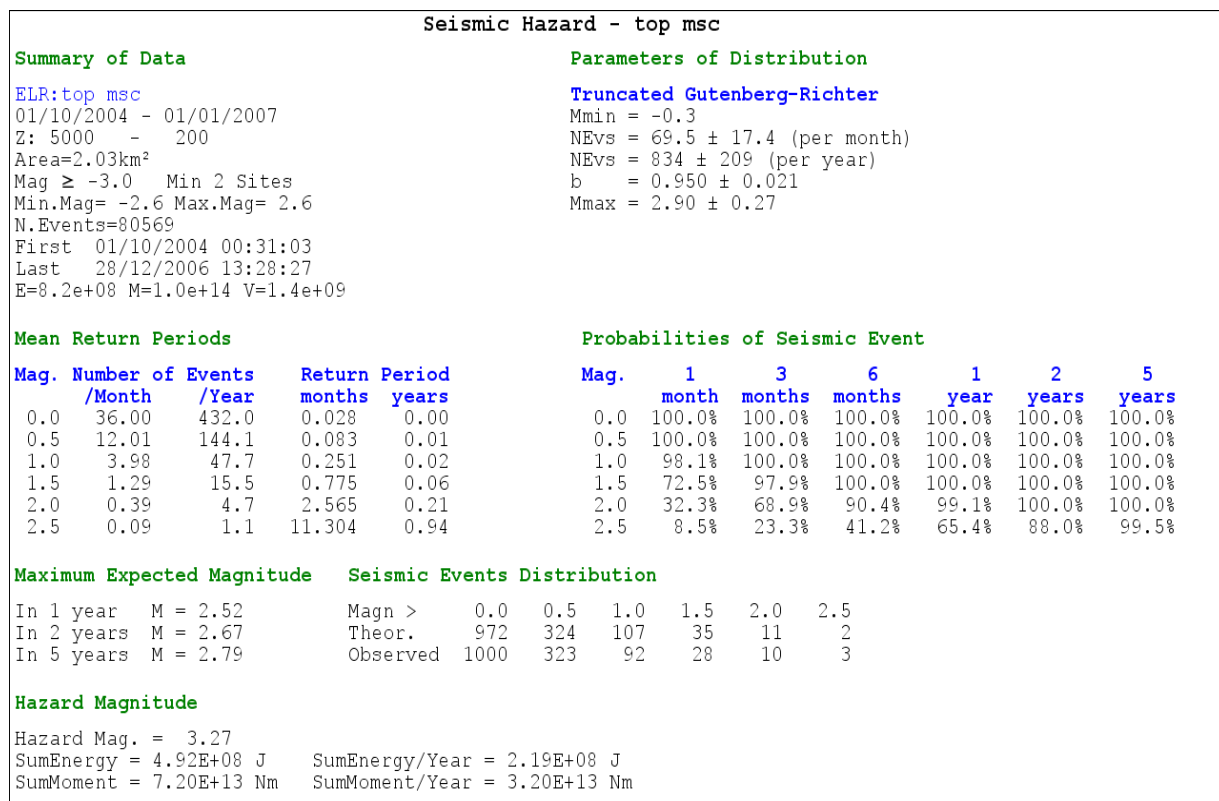 Seismic Hazard - top msc
Summary of Data
ELR:top msc
01/10/2004 - 01/01/2007
Z: 5000 - 200
Area=2.03km²
Mag ≥ -3.0 Min 2 Sites
Min.Mag= -2.6 Max.Mag= 2.6
N.Events=80569
First 01/10/2004 00:31:03
Last 28/12/2006 13:28:27
E=8.2e+08 M=1.0e+14 V=1.4e+09
Parameters of Distribution
Truncated Gutenberg-Richter
Mmin = -0.3
NEvs = 69.5 ± 17.4 (per month)
NEvs = 834 ± 209 (per year)
b = 0.950 ± 0.021
Mmax = 2.90 ± 0.27
Mean Return Periods
Mag. Number of Events Return Period
/Month /Year months years
0.0 36.00 432.0 0.028 0.00
0.5 12.01 144.1 0.083 0.01
1.0 3.98 47.7 0.251 0.02
1.5 1.29 15.5 0.775 0.06
2.0 0.39 4.7 2.565 0.21
2.5 0.09 1.1 11.304 0.94
Probabilities of Seismic Event
Mag. 1 3 6 1 2 5
month months months year years years
0.0 100.0% 100.0% 100.0% 100.0% 100.0% 100.0%
0.5 100.0% 100.0% 100.0% 100.0% 100.0% 100.0%
1.0 98.1% 100.0% 100.0% 100.0% 100.0% 100.0%
1.5 72.5% 97.9% 100.0% 100.0% 100.0% 100.0%
2.0 32.3% 68.9% 90.4% 99.1% 100.0% 100.0%
2.5 8.5% 23.3% 41.2% 65.4% 88.0% 99.5%
Maximum Expected Magnitude
In 1 year M = 2.52
In 2 years M = 2.67
In 5 years M = 2.79
Seismic Events Distribution
Magn > 0.0 0.5 1.0 1.5 2.0 2.5
Theor. 972 324 107 35 11 2
Observed 1000 323 92 28 10 3
Hazard Magnitude
Hazard Mag. = 3.27
SumEnergy = 4.92E+08 J SumEnergy/Year = 2.19E+08 J
SumMoment = 7.20E+13 Nm SumMoment/Year = 3.20E+13 Nm